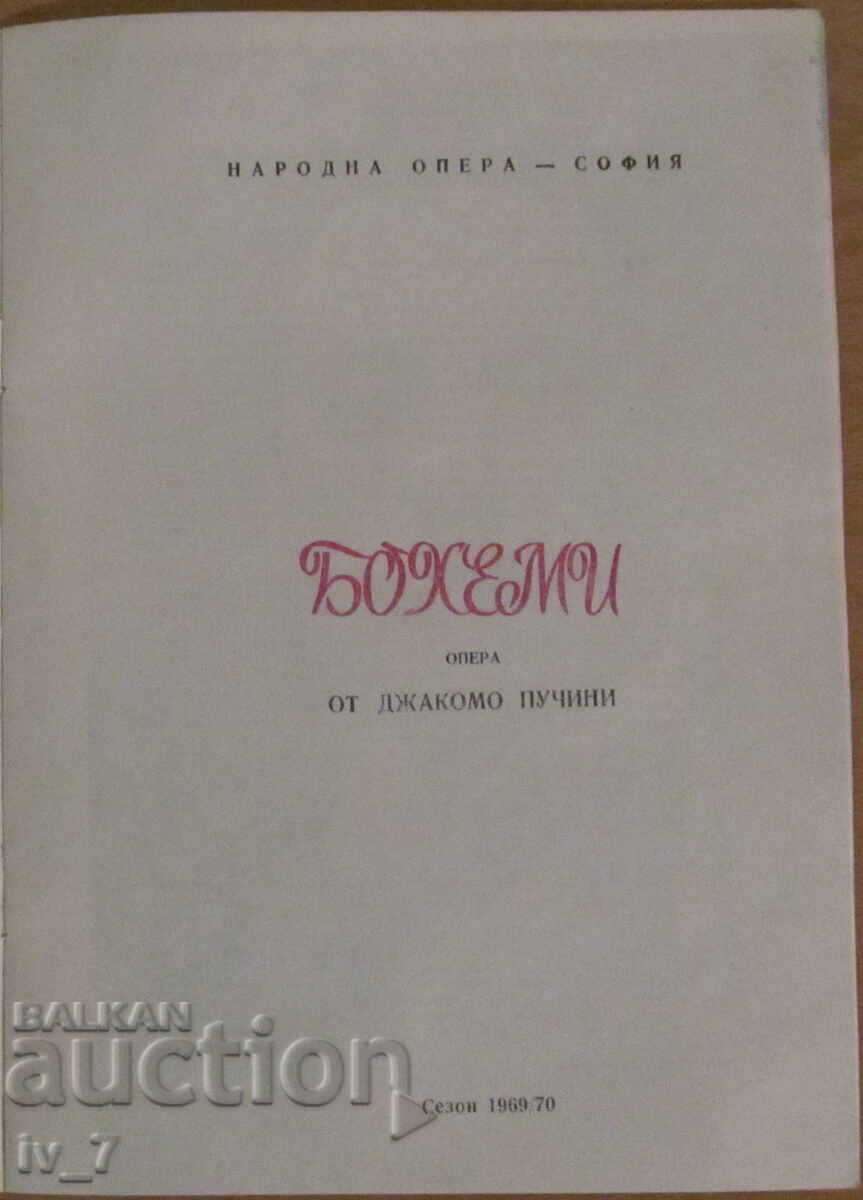 НАРОДНА ОПЕРА — СОФИЯ
БОХЕМИ
ОПЕРА
ОТ ДЖАКОМО ПУЧИНИ
Сезон 1969/70
BALKAN
auction
iv_7